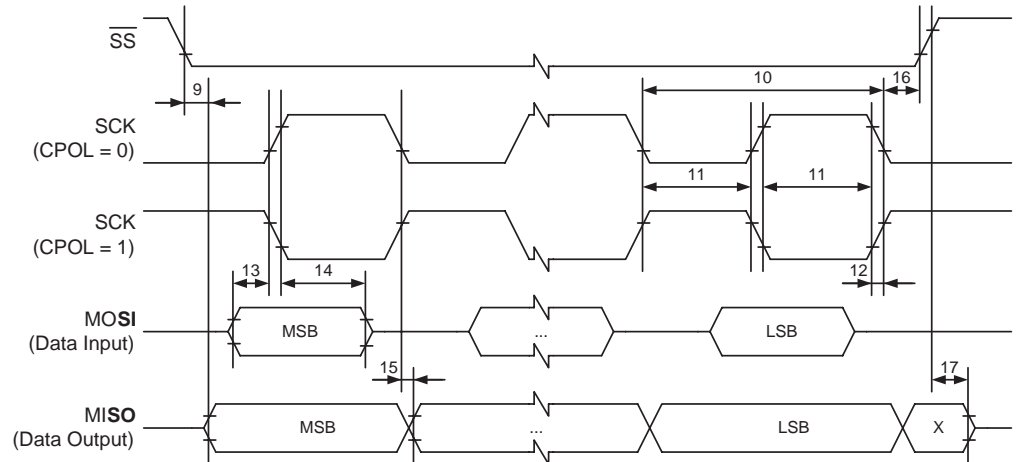 SS
9
10
16
SCK
(CPOL = 0)
11
11
SCK
(CPOL = 1)
13
14
12
MOSI
(Data Input)
MSB
...
LSB
15
17
MISO
(Data Output)
MSB
...
LSB
X